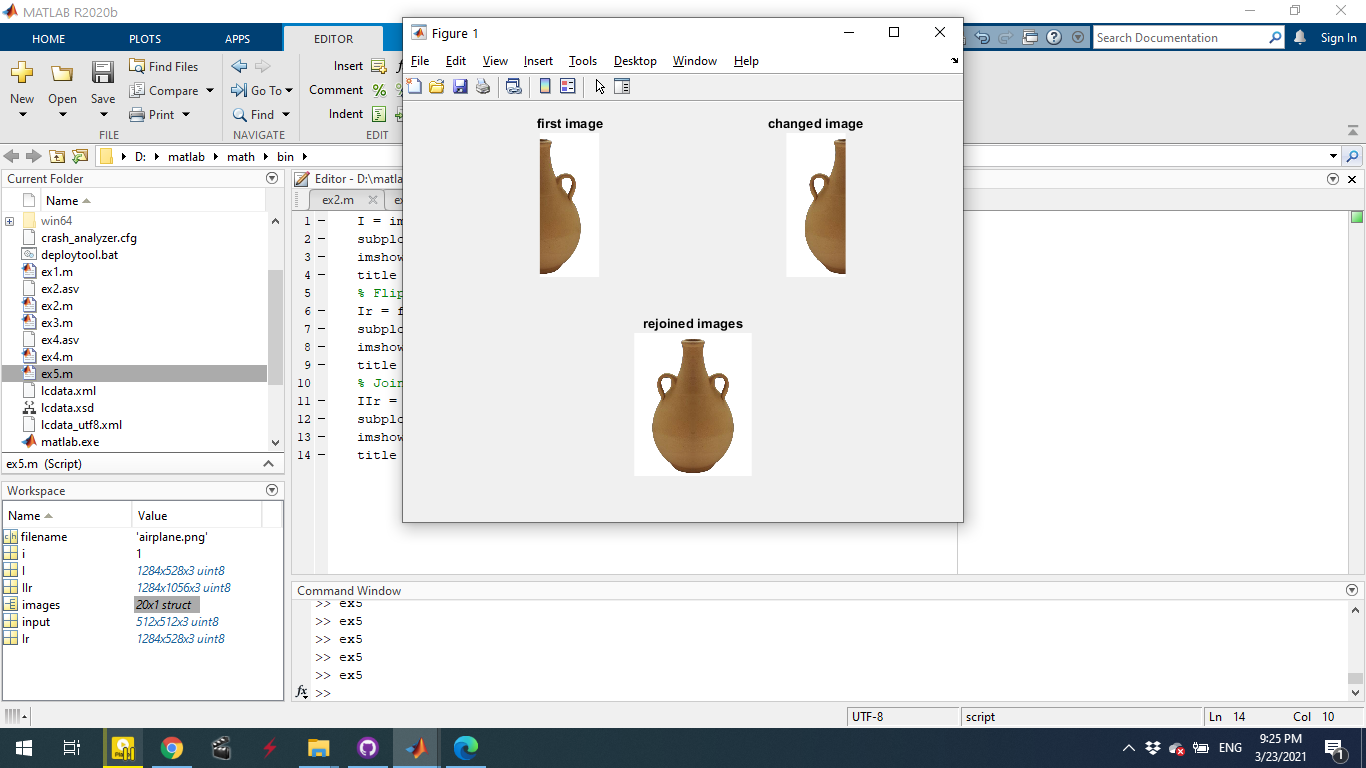 MATLAB R2020b
HOME PLOTS APPS EDITOR
Search Documentation
Sign In
New Open Save
Find Files
Compare
Print
Go To
Find
Insert
Comment
Indent
FILE NAVIGATE EDIT
D: matlab math bin
Current Folder
Name
win64
crash_analyzer.cfg
deploytool.bat
ex1.m
ex2.asv
ex2.m
ex3.m
ex4.asv
ex4.m
ex5.m
lcdata.xml
lcdata.xsd
lcdata_utf8.xml
matlab.exe
ex5.m (Script)
Workspace
Name Value
filename 'airplane.png'
i 1
I 1284x528x3 uint8
IIr 1284x1056x3 uint8
images 20x1 struct
input 512x512x3 uint8
Ir 1284x528x3 uint8
Editor - D:\matla
ex2.m
1 I = im
2 subplo
3 imshow
4 title
5 % Flip
6 Ir = f
7 subplo
8 imshow
9 title
10 % Join
11 IIr =
12 subplo
13 imshow
14 title
Figure 1
File Edit View Insert Tools Desktop Window Help
first image
changed image
rejoined images
Command Window
>> ex5
>> ex5
>> ex5
>> ex5
>> ex5
fx >>
UTF-8 script Ln 14 Col 10
ENG
9:25 PM
3/23/2021
1